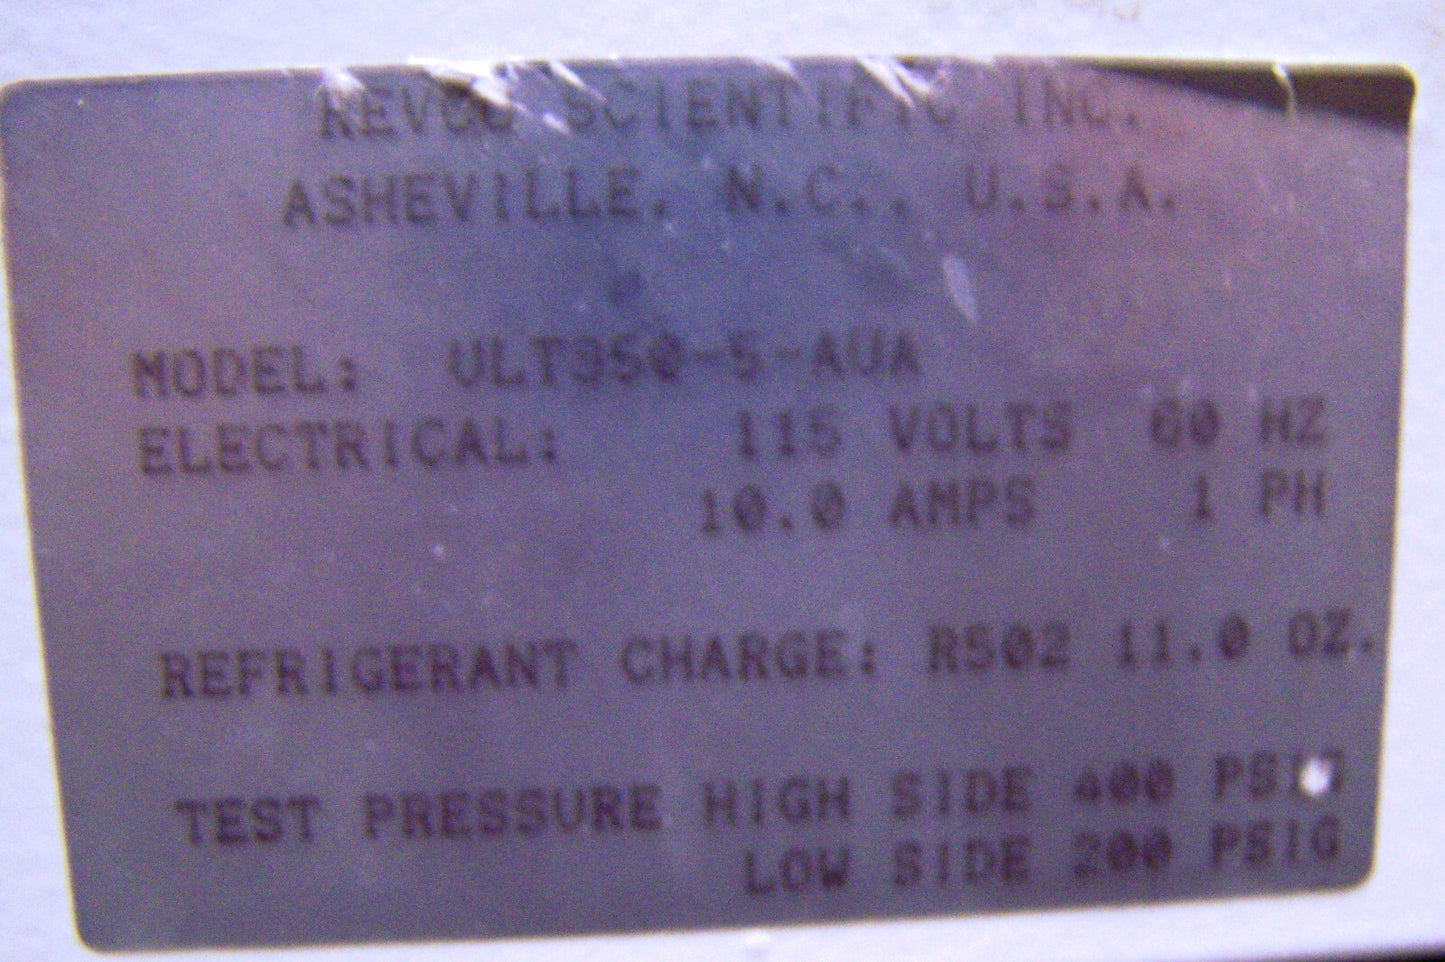 REVCO SCIENTIFIC INC.
ASHEVILLE, N.C., U.S.A.
MODEL: ULT350-5-AUA
ELECTRICAL: 115 VOLTS 60 HZ
10.0 AMPS 1 PH
REFRIGERANT CHARGE: R502 11.0 OZ.
TEST PRESSURE HIGH SIDE 400 PSIG
LOW SIDE 200 PSIG